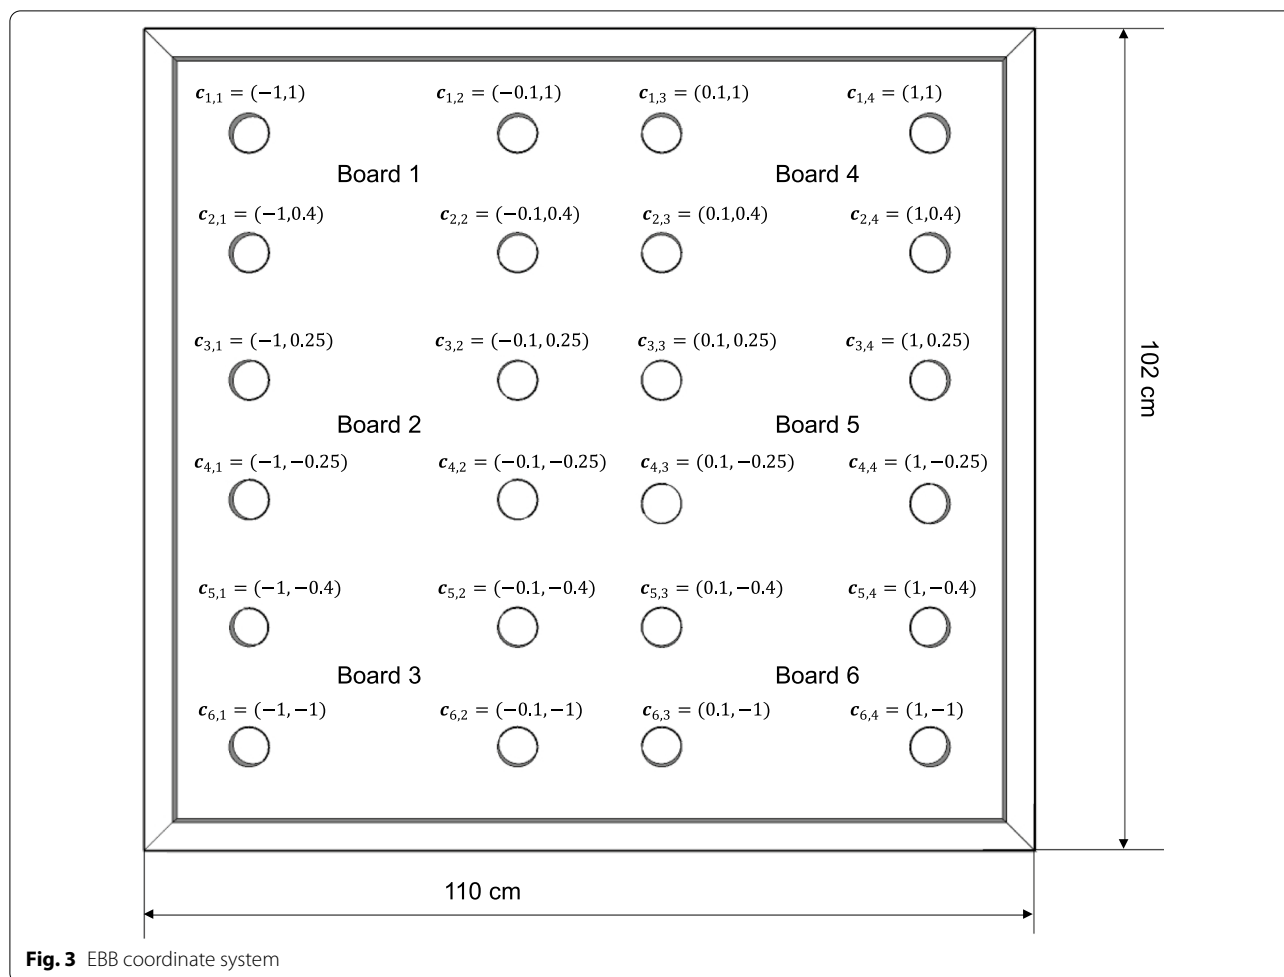 c1,1 = (−1,1) c1,2 = (−0.1,1) c1,3 = (0.1,1) c1,4 = (1,1)
Board 1 Board 4
c2,1 = (−1,0.4) c2,2 = (−0.1,0.4) c2,3 = (0.1,0.4) c2,4 = (1,0.4)
c3,1 = (−1, 0.25) c3,2 = (−0.1, 0.25) c3,3 = (0.1, 0.25) c3,4 = (1, 0.25)
102 cm
Board 2 Board 5
c4,1 = (−1, −0.25) c4,2 = (−0.1, −0.25) c4,3 = (0.1, −0.25) c4,4 = (1, −0.25)
c5,1 = (−1, −0.4) c5,2 = (−0.1, −0.4) c5,3 = (0.1, −0.4) c5,4 = (1, −0.4)
Board 3 Board 6
c6,1 = (−1, −1) c6,2 = (−0.1, −1) c6,3 = (0.1, −1) c6,4 = (1, −1)
110 cm
Fig. 3 EBB coordinate system